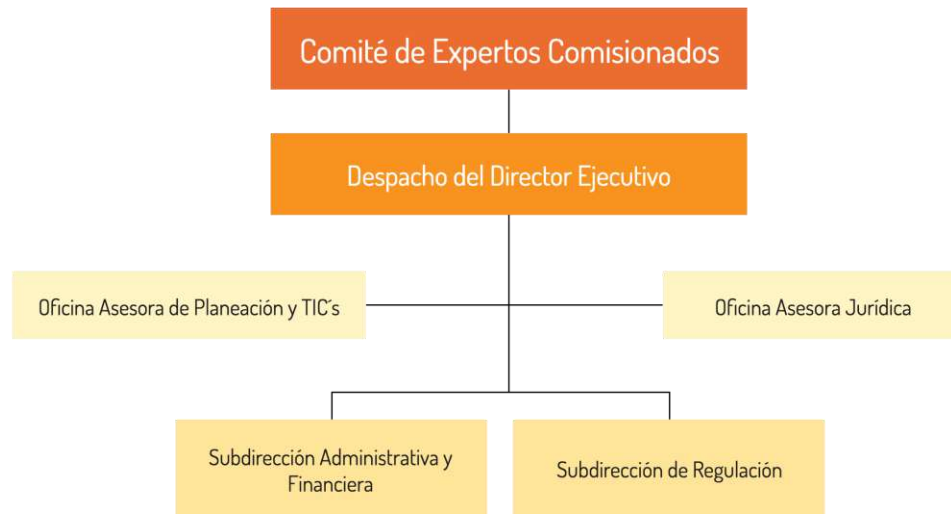 Comité de Expertos Comisionados
Despacho del Director Ejecutivo
Oficina Asesora de Planeación y TIC´s
Oficina Asesora Jurídica
Subdirección Administrativa y
Financiera
Subdirección de Regulación